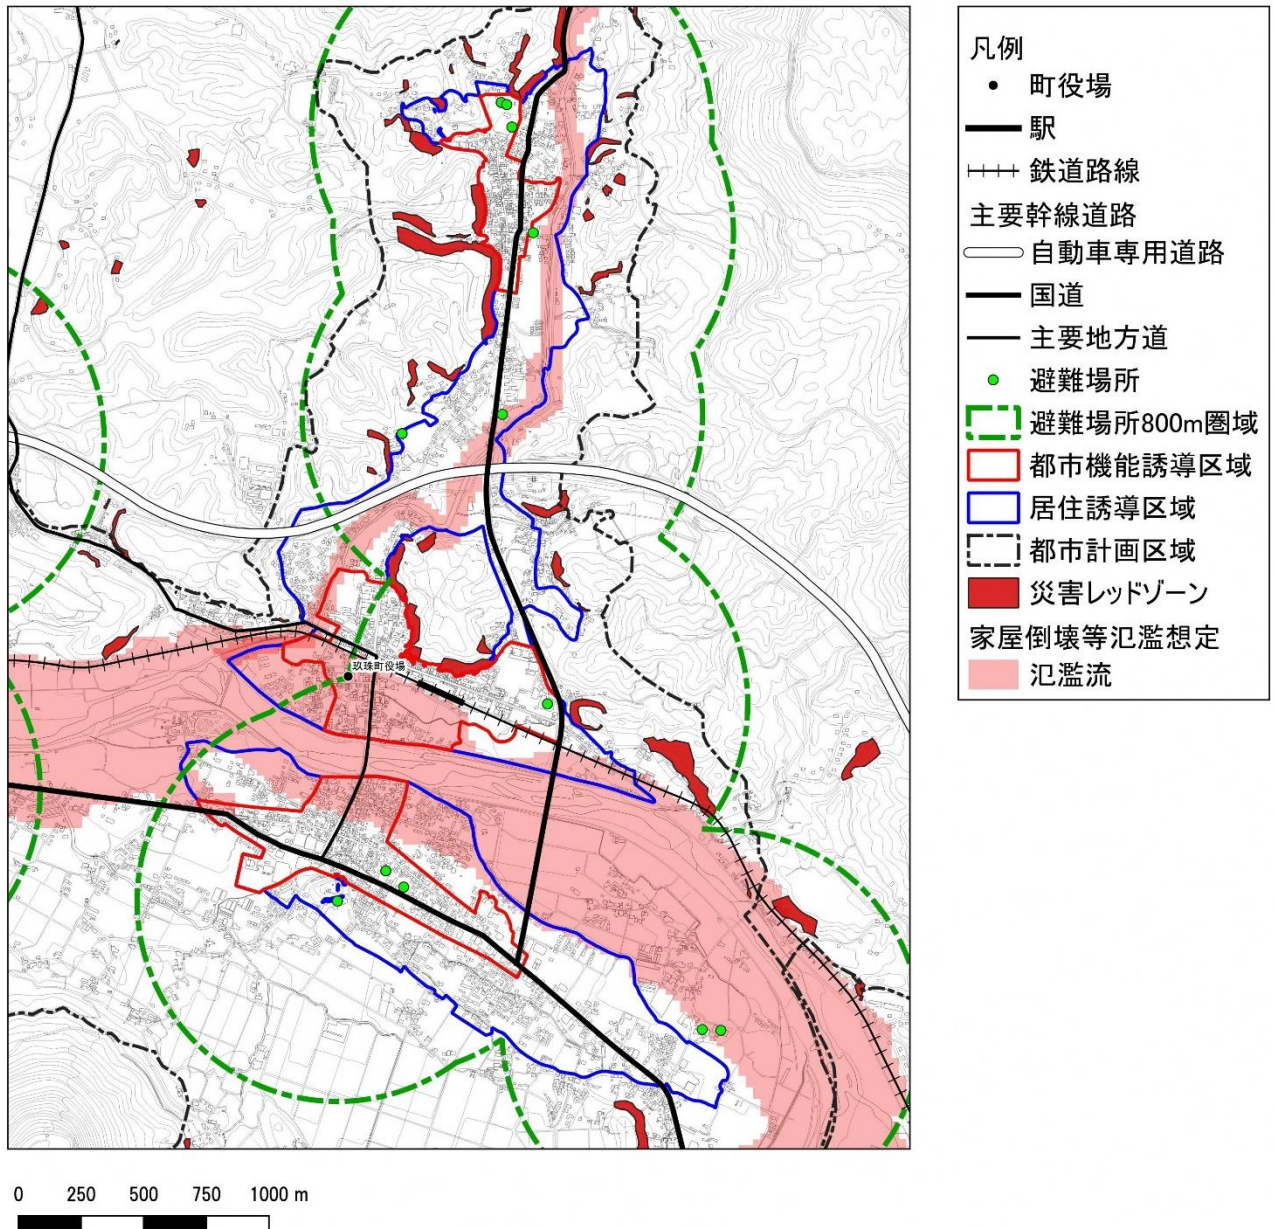 凡例
町役場
駅
鉄道路線
主要幹線道路
自動車専用道路
国道
主要地方道
避難場所
避難場所800m圏域
都市機能誘導区域
居住誘導区域
都市計画区域
災害レッドゾーン
家屋倒壊等氾濫想定
氾濫流
玖珠町役場
0 250 500 750 1000 m